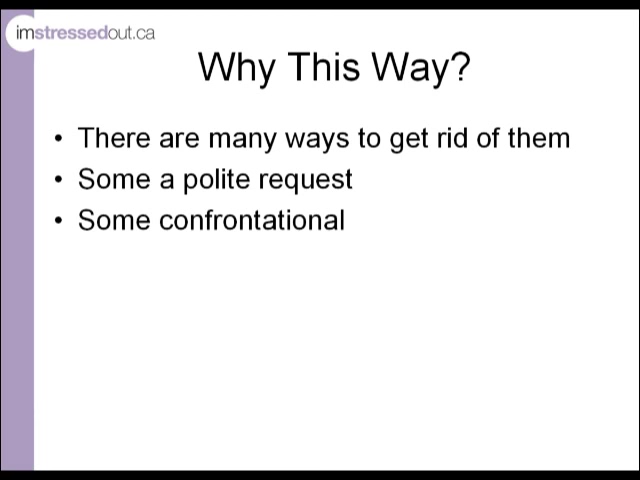 imstressedout.ca
Why This Way?
• There are many ways to get rid of them
• Some a polite request
• Some confrontational